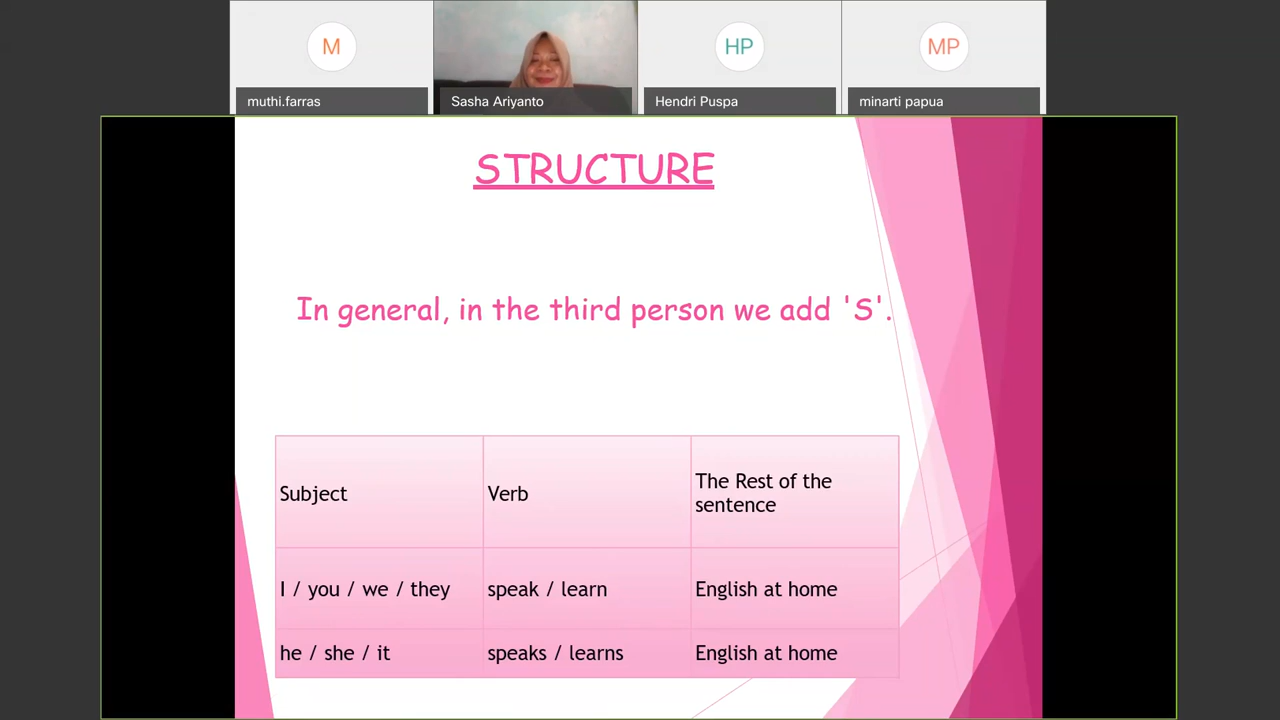 M
HP
MP
muthi.farras
Sasha Ariyanto
Hendri Puspa
minarti papua
STRUCTURE
In general, in the third person we add 'S'.
Subject
Verb
The Rest of the
sentence
I / you / we / they
speak / learn
English at home
he / she / it
speaks / learns
English at home